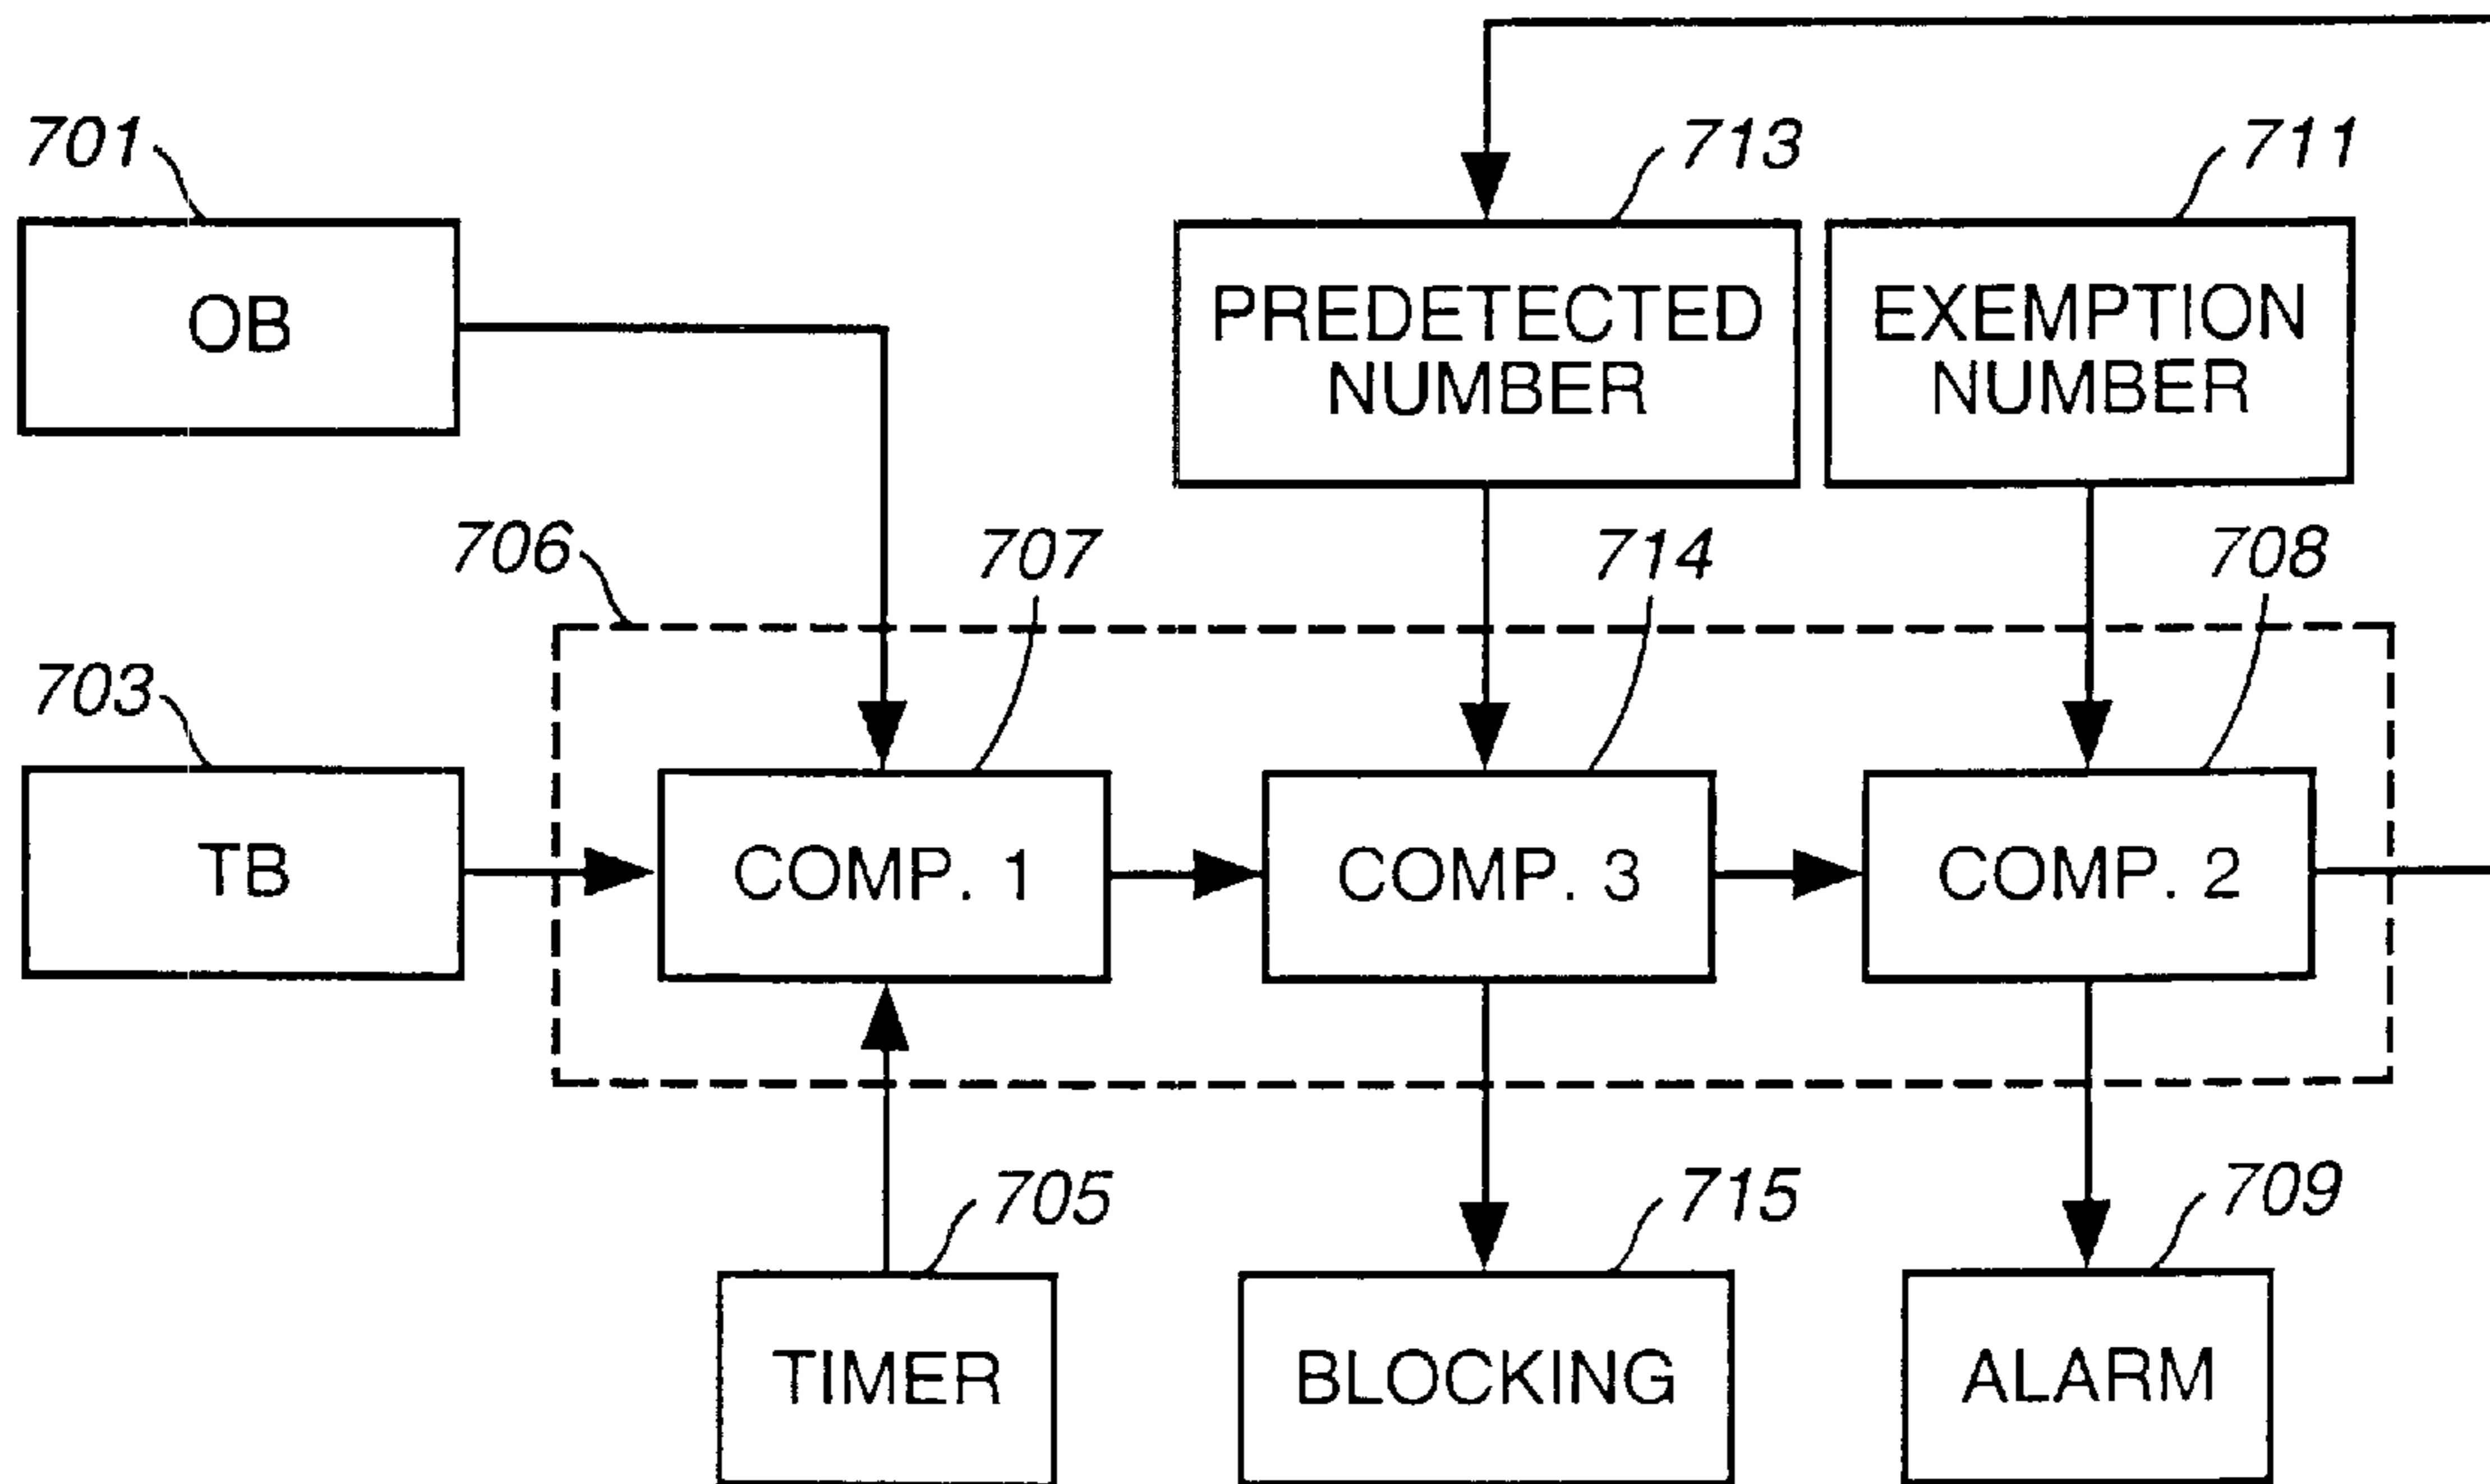 701
713
711
OB
PREDETECTED
NUMBER
EXEMPTION
NUMBER
706
707
714
708
703
TB
COMP. 1
COMP. 3
COMP. 2
705
715
709
TIMER
BLOCKING
ALARM